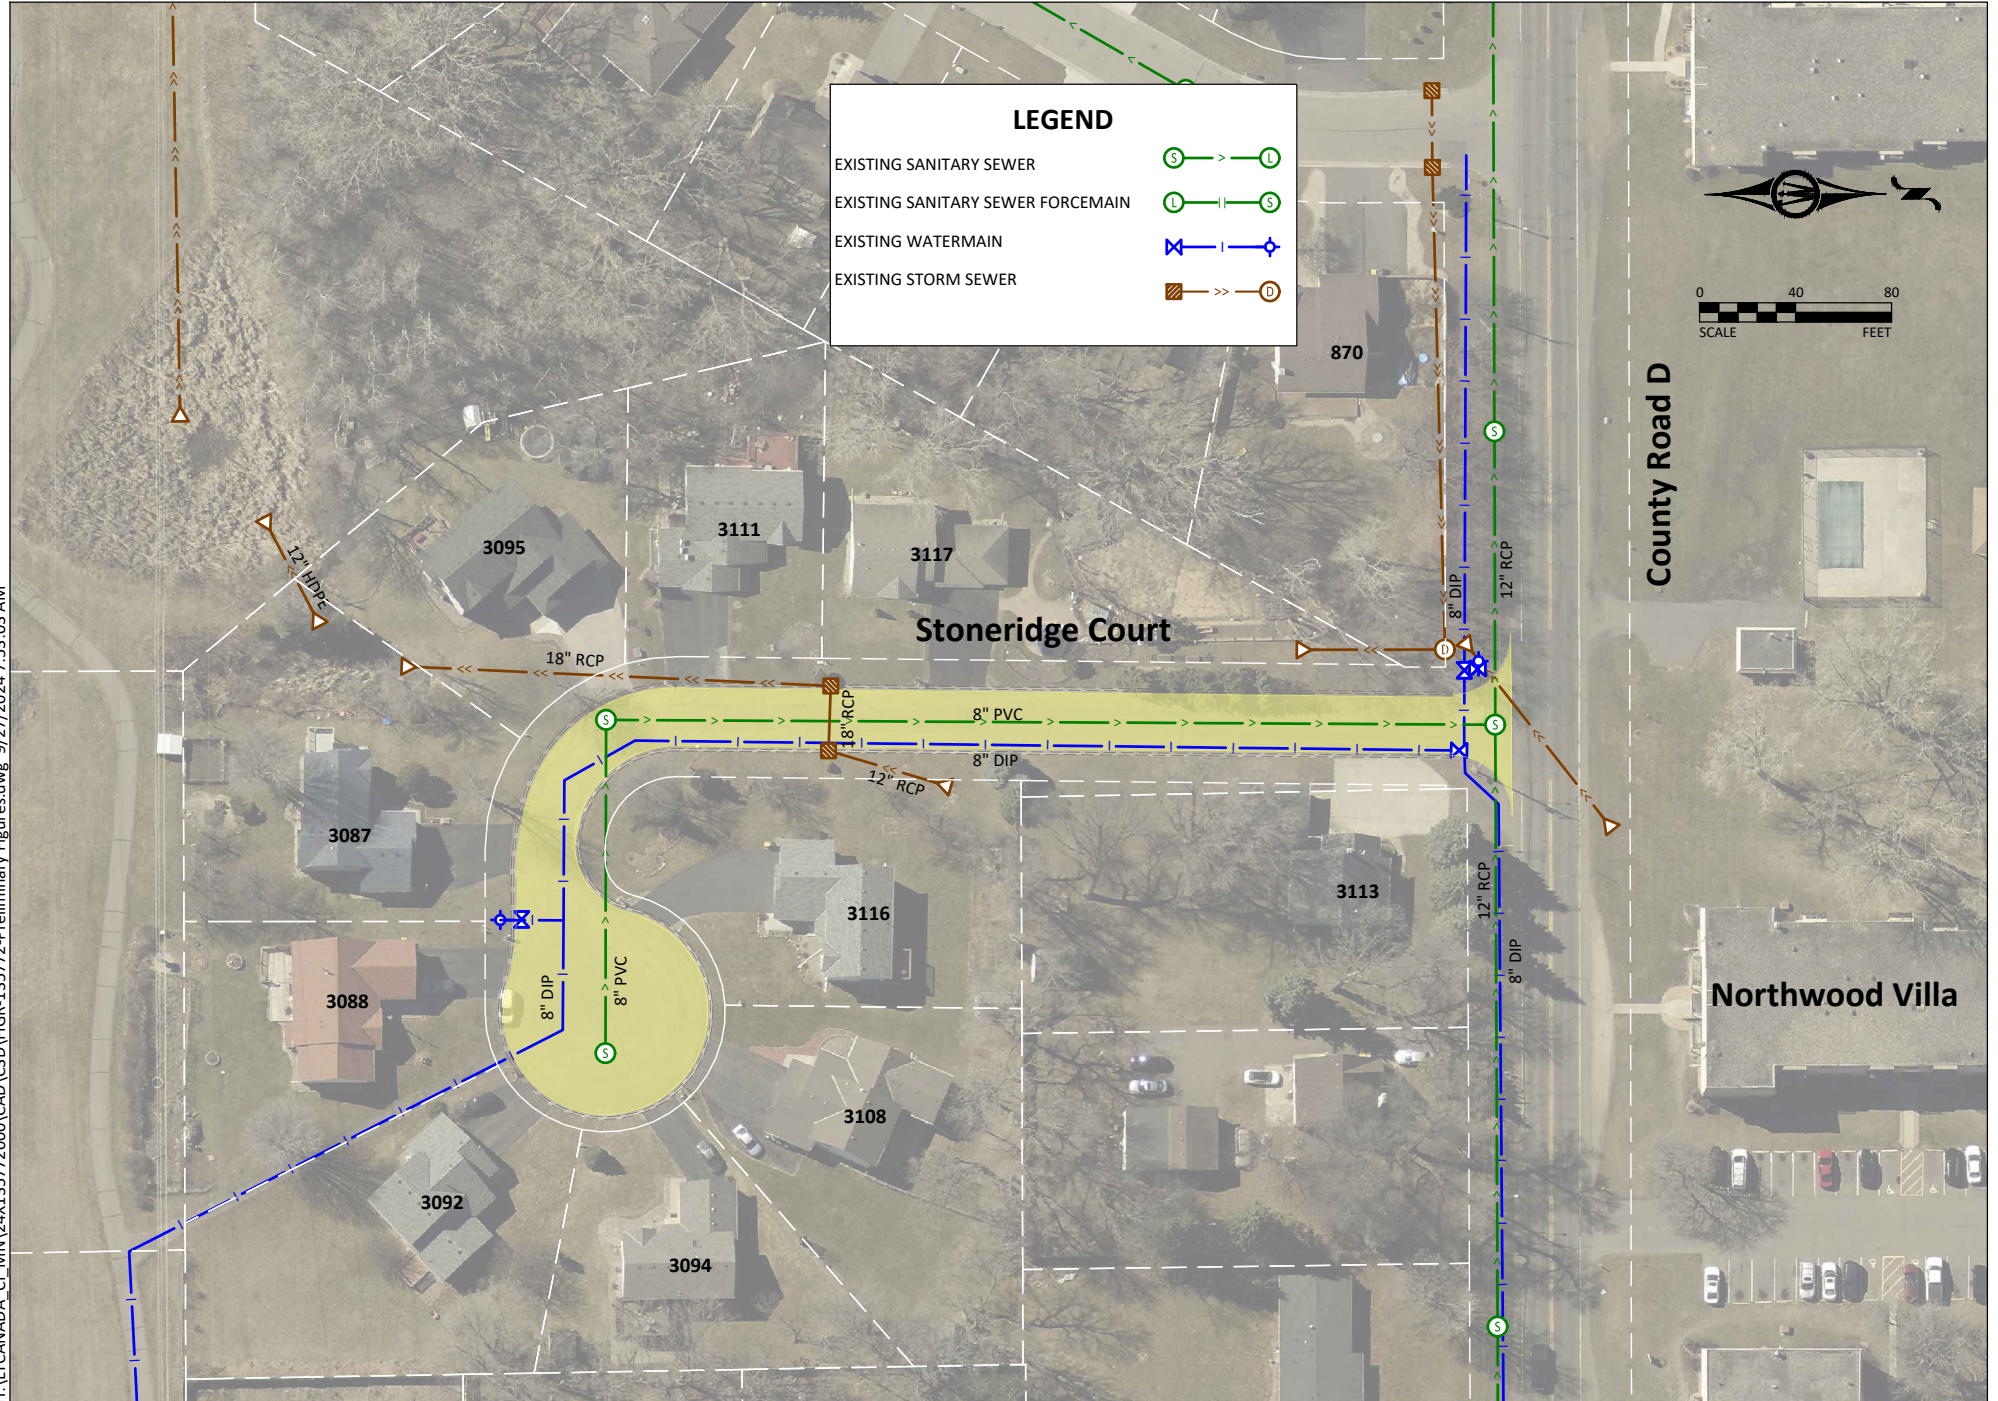 LEGEND
EXISTING SANITARY SEWER
S > L
EXISTING SANITARY SEWER FORCEMAIN
L S
EXISTING WATERMAIN
EXISTING STORM SEWER
>> D
0 40 80
SCALE FEET
County Road D
870
3095
3111
3117
12" HDPE
18" RCP
Stoneridge Court
8" DIP
12" RCP
S
D
S
8" PVC
S
18" RCP
8" DIP
12" RCP
3087
3116
3113
12" RCP
8" DIP
3088
8" DIP
8" PVC
S
Northwood Villa
3108
3092
3094
S